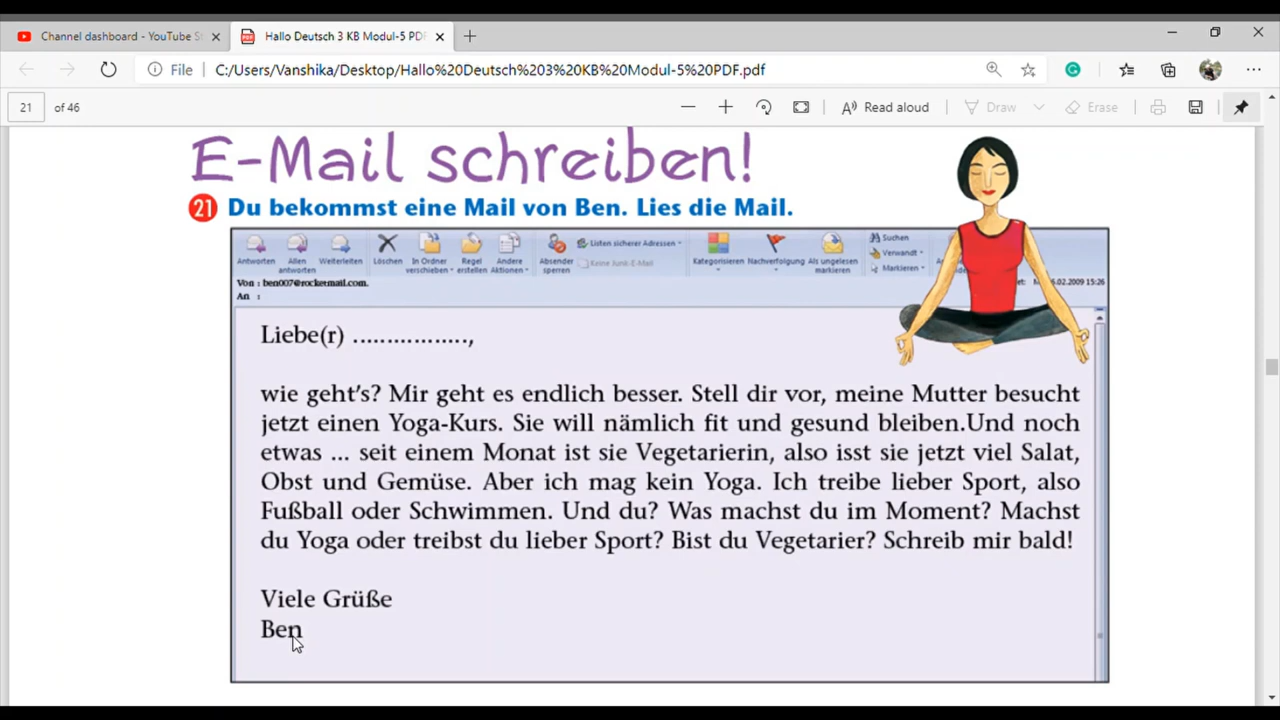 Channel dashboard - YouTube St
Hallo Deutsch 3 KB Modul-5 PDF
File
C:/Users/Vanshika/Desktop/Hallo%20Deutsch%203%20KB%20Modul-5%20PDF.pdf
21 of 46
Read aloud
Draw
Erase
E-Mail schreiben!
21 Du bekommst eine Mail von Ben. Lies die Mail.
Antworten
Allen antworten
Weiterleiten
Löschen
In Ordner verschieben
Regel erstellen
Andere Aktionen
Absender sperren
Listen sicherer Adressen
Keine Junk-E-Mail
Kategorisieren
Nachverfolgung
Als ungelesen markieren
Suchen
Verwandt
Markieren
Von : ben007@rocketmail.com.
6.02.2009 15:26
An :
Liebe(r) .................,
wie geht's? Mir geht es endlich besser. Stell dir vor, meine Mutter besucht
jetzt einen Yoga-Kurs. Sie will nämlich fit und gesund bleiben.Und noch
etwas ... seit einem Monat ist sie Vegetarierin, also isst sie jetzt viel Salat,
Obst und Gemüse. Aber ich mag kein Yoga. Ich treibe lieber Sport, also
Fußball oder Schwimmen. Und du? Was machst du im Moment? Machst
du Yoga oder treibst du lieber Sport? Bist du Vegetarier? Schreib mir bald!
Viele Grüße
Ben